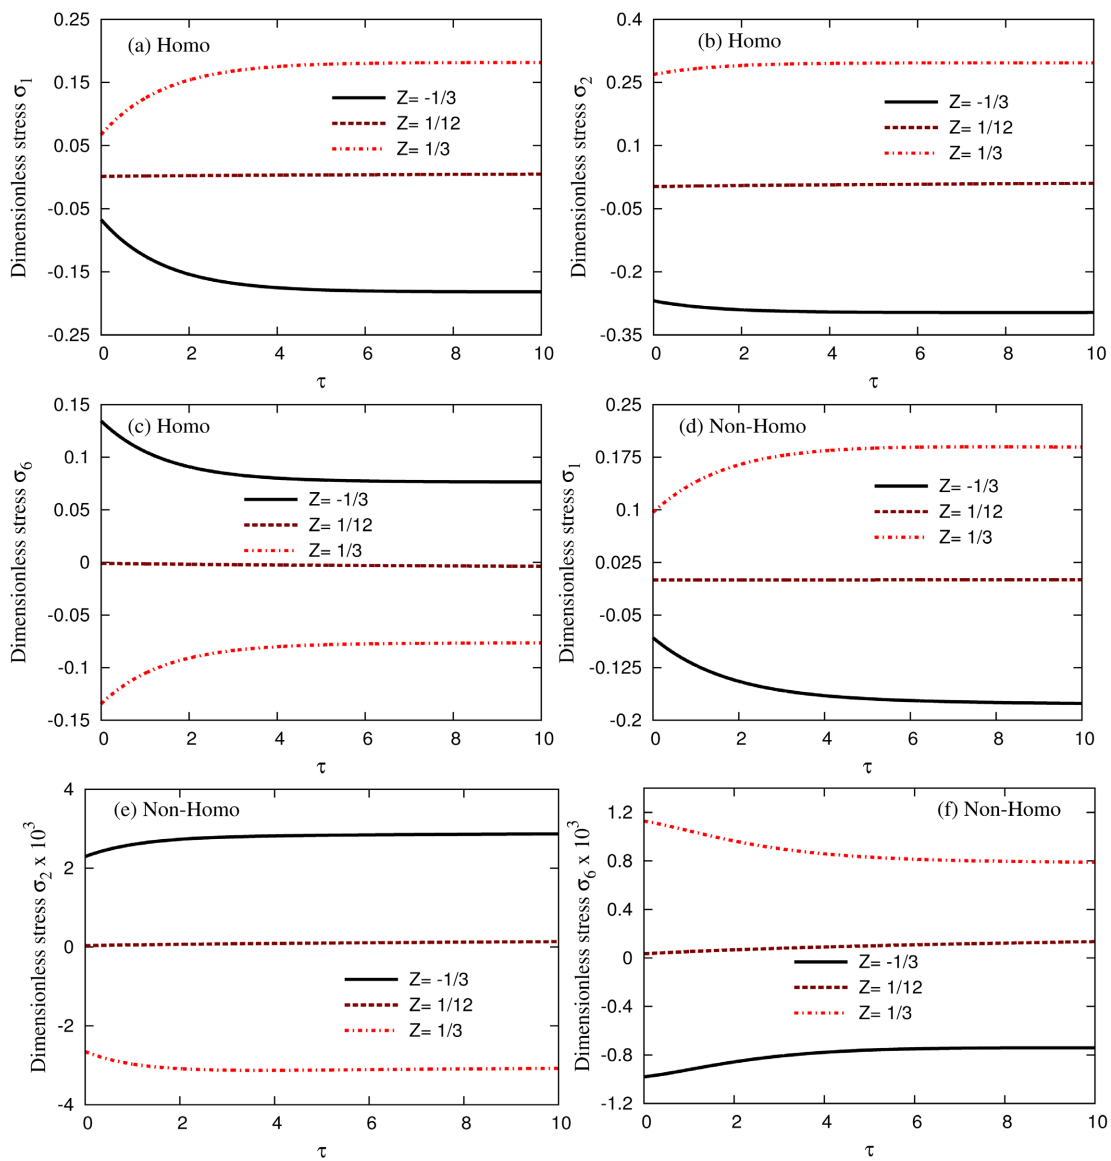 (a) Homo
Dimensionless stress σ1
0.25
0.15
0.05
-0.05
-0.15
-0.25
Z= -1/3
Z= 1/12
Z= 1/3
0 2 4 6 8 10
τ
(b) Homo
Dimensionless stress σ2
0.4
0.25
0.1
-0.05
-0.2
-0.35
Z= -1/3
Z= 1/12
Z= 1/3
0 2 4 6 8 10
τ
(c) Homo
Dimensionless stress σ6
0.15
0.1
0.05
0
-0.05
-0.1
-0.15
Z= -1/3
Z= 1/12
Z= 1/3
0 2 4 6 8 10
τ
(d) Non-Homo
Dimensionless stress σ1
0.25
0.175
0.1
0.025
-0.05
-0.125
-0.2
Z= -1/3
Z= 1/12
Z= 1/3
0 2 4 6 8 10
τ
(e) Non-Homo
Dimensionless stress σ2 x 10^3
4
2
0
-2
-4
Z= -1/3
Z= 1/12
Z= 1/3
0 2 4 6 8 10
τ
(f) Non-Homo
Dimensionless stress σ6 x 10^3
1.2
0.8
0.4
0
-0.4
-0.8
-1.2
Z= -1/3
Z= 1/12
Z= 1/3
0 2 4 6 8 10
τ